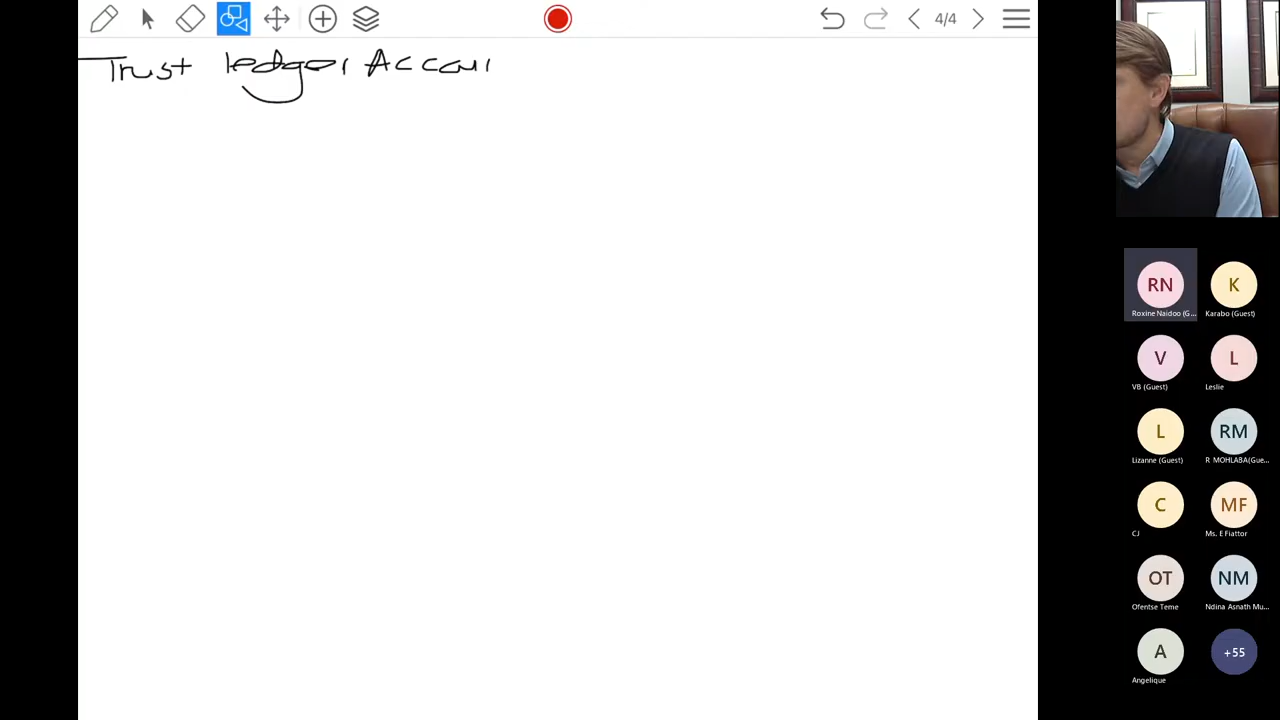 4/4
Trust ledger Accou
RN
K
Roxine Naidoo (G...
Karabo (Guest)
V
L
VB (Guest)
Leslie
L
RM
Lizanne (Guest)
R MOHLABA(Gue...
C
MF
CJ
Ms. E Fiattor
OT
NM
Ofentse Teme
Ndina Asnath Mu...
A
+55
Angelique